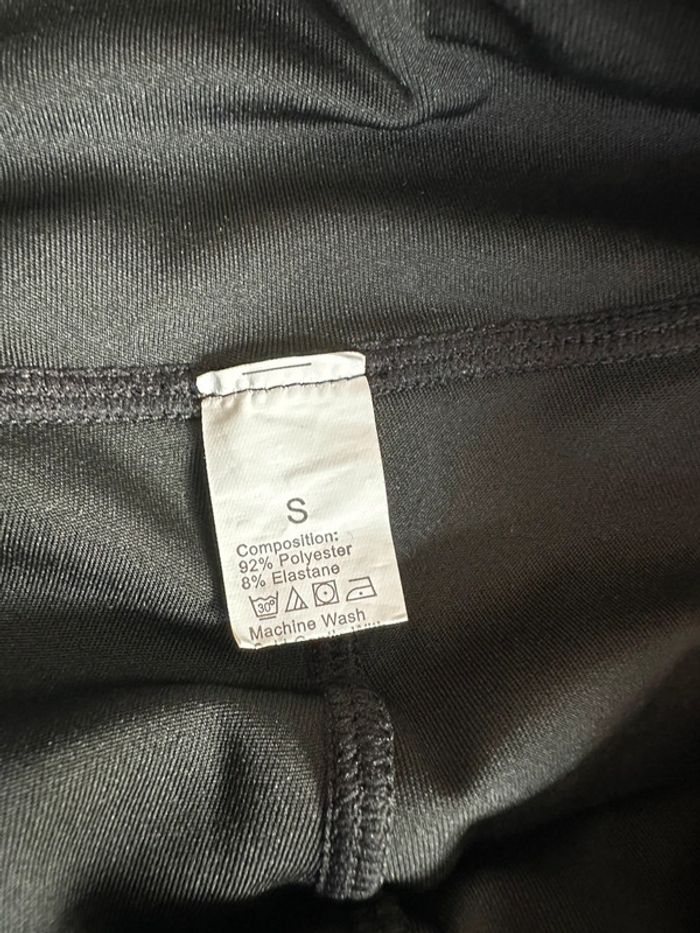 S
Composition:
92% Polyester
8% Elastane
30°
Machine Wash